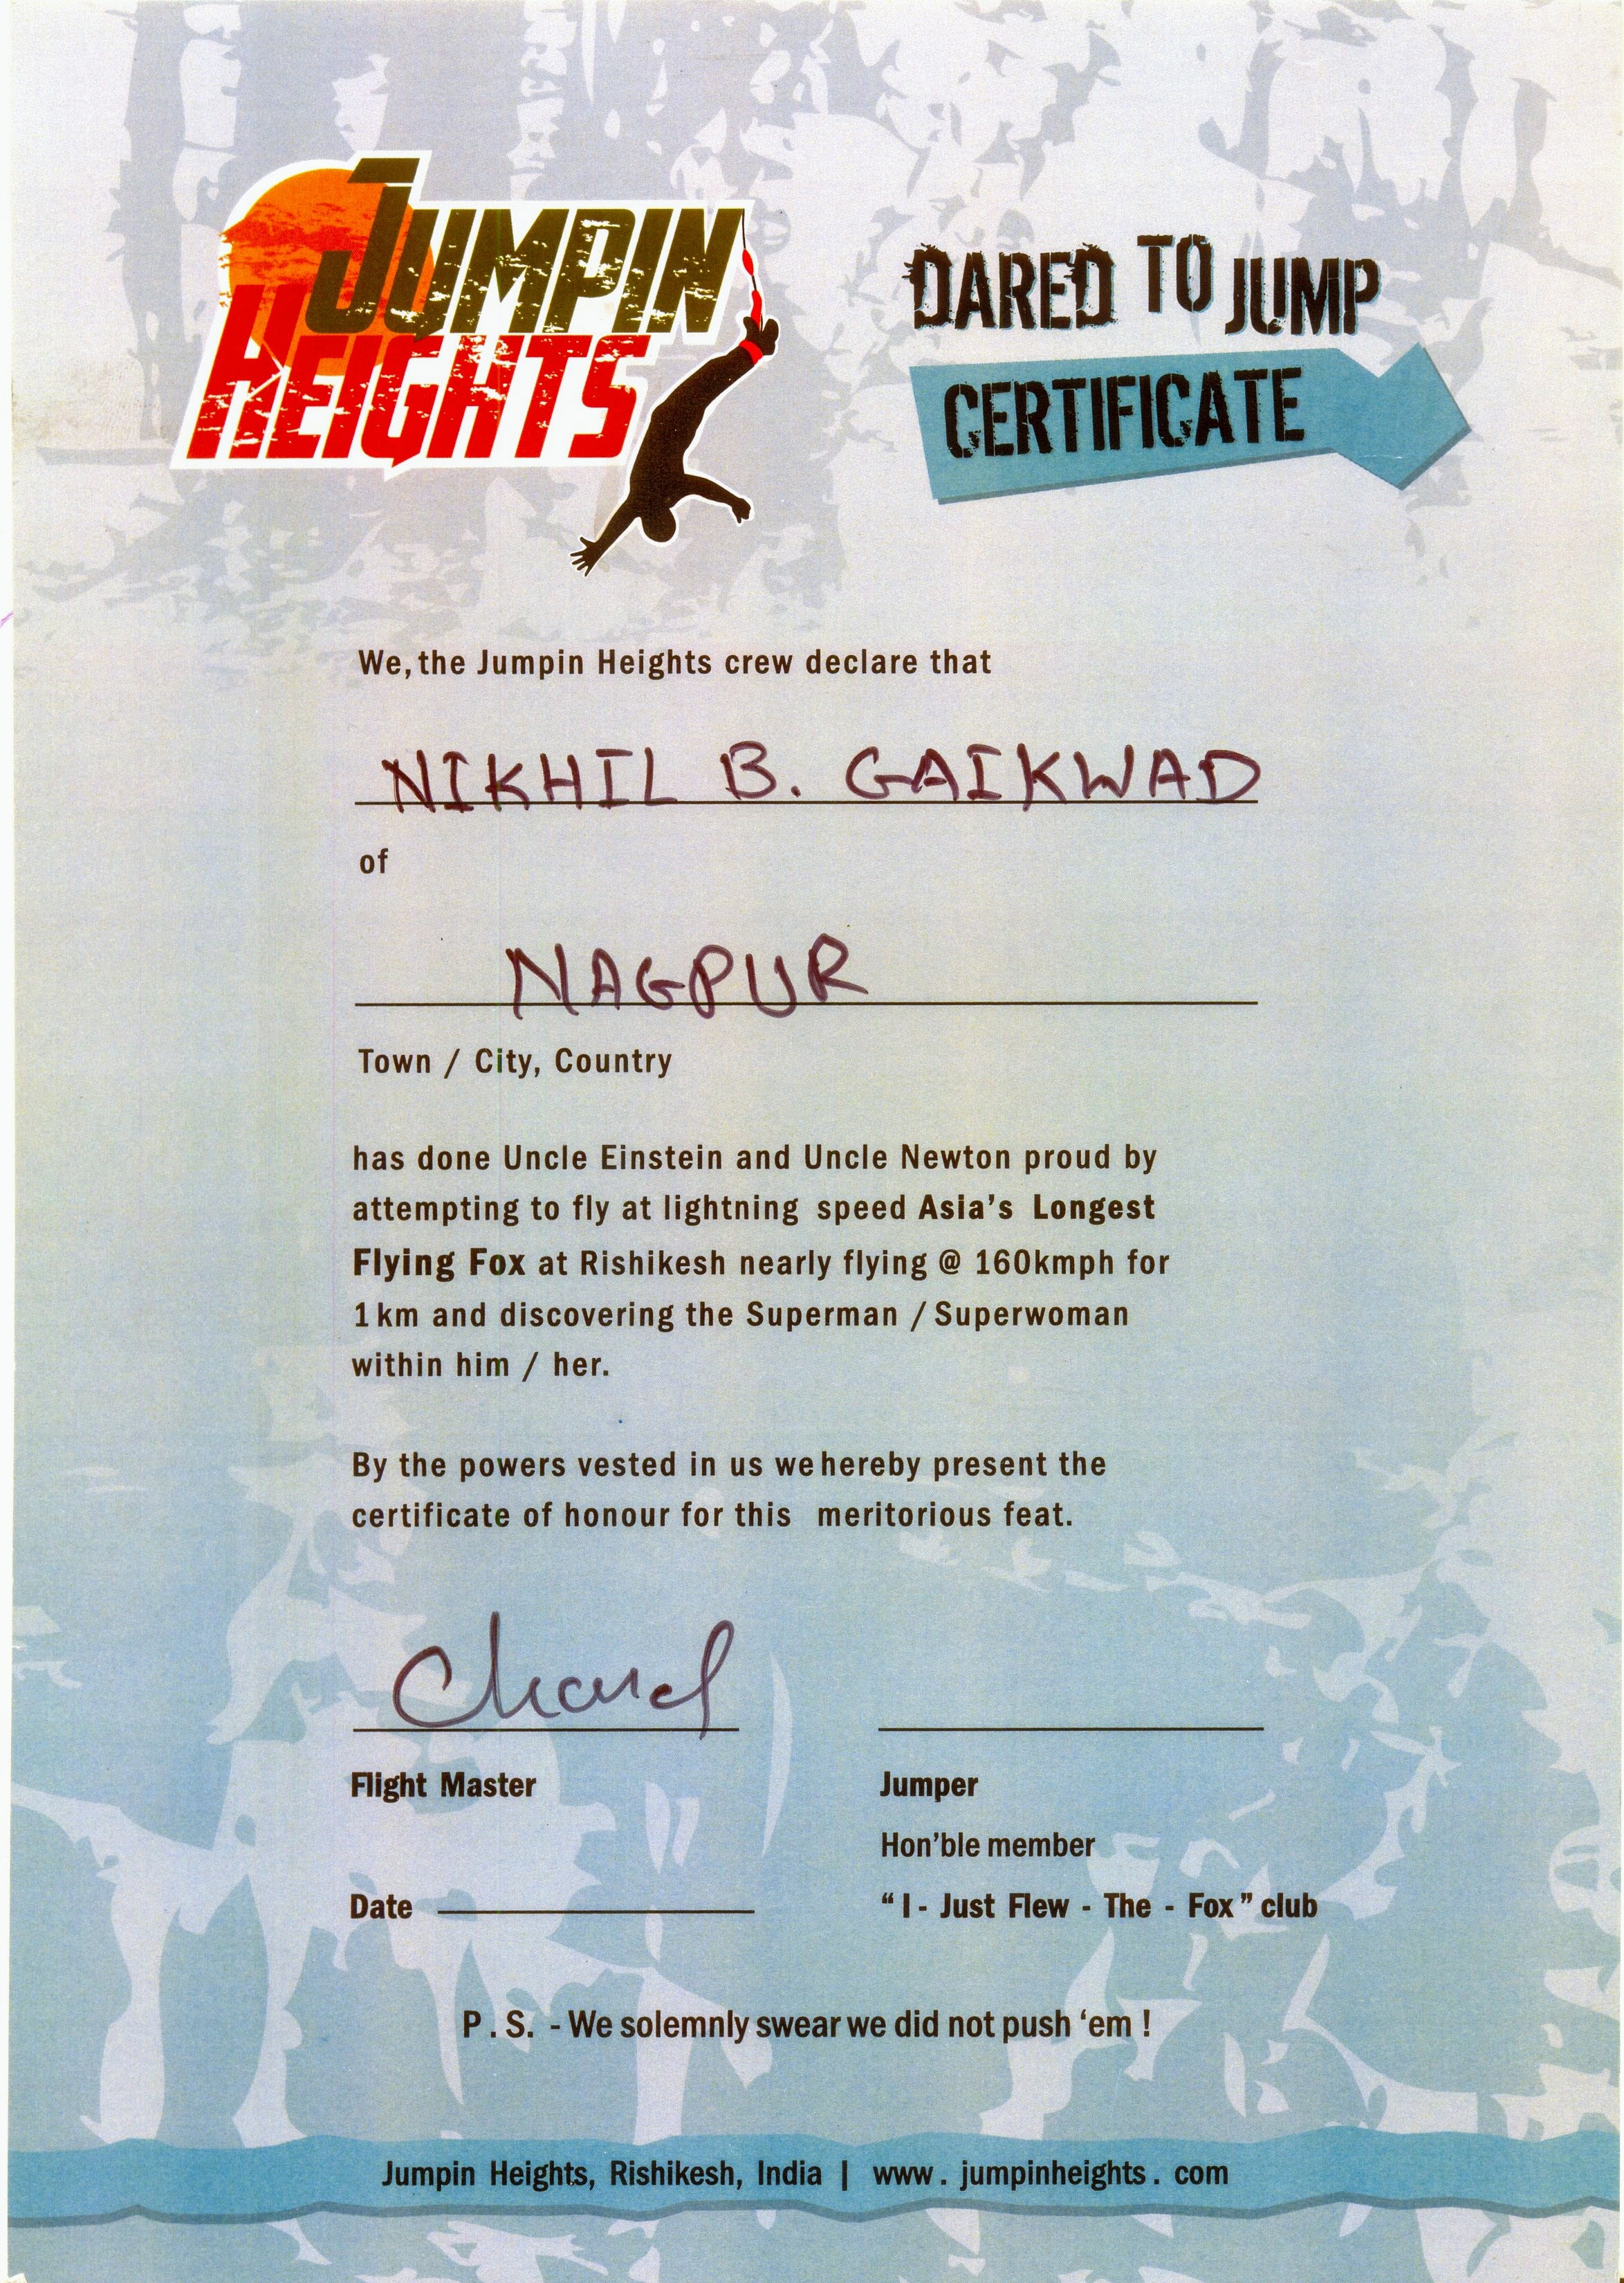 JUMPIN
HEIGHTS
DARED TO JUMP
CERTIFICATE
We, the Jumpin Heights crew declare that
NIKHIL B. GAIKWAD
of
NAGPUR
Town / City, Country
has done Uncle Einstein and Uncle Newton proud by
attempting to fly at lightning speed Asia's Longest
Flying Fox at Rishikesh nearly flying @ 160kmph for
1 km and discovering the Superman / Superwoman
within him / her.
By the powers vested in us we hereby present the
certificate of honour for this meritorious feat.
Flight Master
Jumper
Hon'ble member
Date
“ I - Just Flew - The - Fox ” club
P . S. - We solemnly swear we did not push ‘em !
Jumpin Heights, Rishikesh, India | www . jumpinheights . com